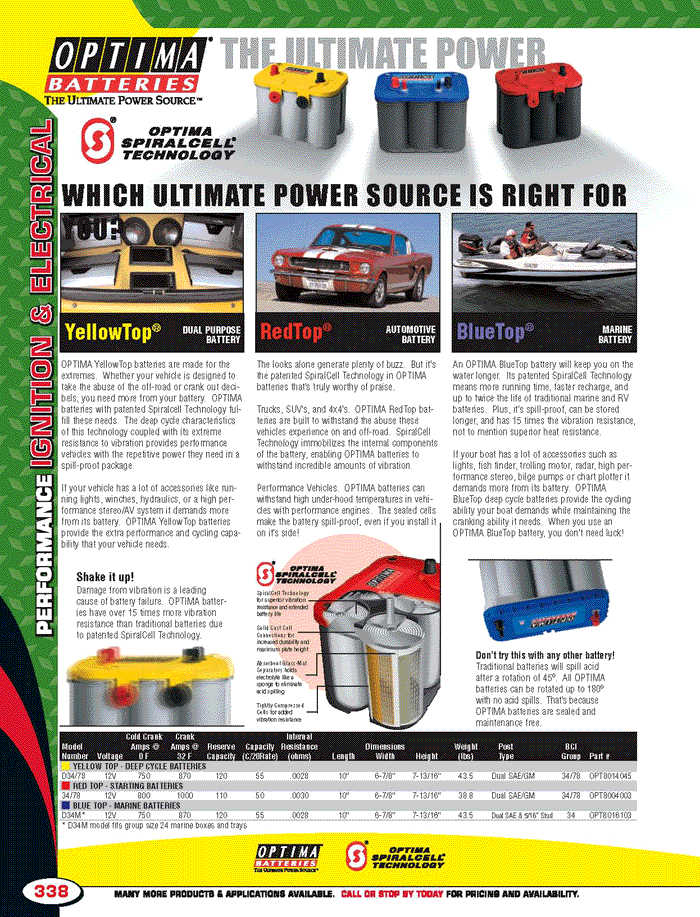 OPTIMA®
BATTERIES
THE ULTIMATE POWER SOURCE™
THE ULTIMATE POWER
OPTIMA
SPIRALCELL®
TECHNOLOGY
PERFORMANCE IGNITION & ELECTRICAL
WHICH ULTIMATE POWER SOURCE IS RIGHT FOR
YOU?
YellowTop® DUAL PURPOSE
BATTERY
RedTop® AUTOMOTIVE
BATTERY
BlueTop® MARINE
BATTERY
OPTIMA YellowTop batteries are made for the
extremes. Whether your vehicle is designed to
take the abuse of the off-road or crank out deci-
bels, you need more from your battery. OPTIMA
batteries with patented Spiralcell Technology ful-
fill these needs. The deep cycle characteristics
of this technology coupled with its extreme
resistance to vibration provides performance
vehicles with the repetitive power they need in a
spill-proof package.
If your vehicle has a lot of accessories like run-
ning lights, winches, hydraulics, or a high per-
formance stereo/AV system it demands more
from its battery. OPTIMA YellowTop batteries
provide the extra performance and cycling capa-
bility that your vehicle needs.
The looks alone generate plenty of buzz. But it's
the patented SpiralCell Technology in OPTIMA
batteries that's truly worthy of praise.
Trucks, SUV's, and 4x4's. OPTIMA RedTop bat-
teries are built to withstand the abuse these
vehicles experience on and off-road. SpiralCell
Technology immobilizes the internal components
of the battery, enabling OPTIMA batteries to
withstand incredible amounts of vibration.
Performance Vehicles. OPTIMA batteries can
withstand high under-hood temperatures in vehi-
cles with performance engines. The sealed cells
make the battery spill-proof, even if you install it
on it's side!
An OPTIMA BlueTop battery will keep you on the
water longer. Its patented SpiralCell Technology
means more running time, faster recharge, and
up to twice the life of traditional marine and RV
batteries. Plus, it's spill-proof, can be stored
longer, and has 15 times the vibration resistance,
not to mention superior heat resistance.
If your boat has a lot of accessories such as
lights, fish finder, trolling motor, radar, high per-
formance stereo, bilge pumps or chart plotter it
demands more from its battery. OPTIMA
BlueTop deep cycle batteries provide the cycling
ability your boat demands while maintaining the
cranking ability it needs. When you use an
OPTIMA BlueTop battery, you don't need luck!
Shake it up!
Damage from vibration is a leading
cause of battery failure. OPTIMA batter-
ies have over 15 times more vibration
resistance than traditional batteries due
to patented SpiralCell Technology.
OPTIMA
SPIRALCELL®
TECHNOLOGY
SpiralCell Technology
for superior vibration
resistance and extended
battery life
Solid Cast Cell
Connections for
increased durability and
maximum plate height
Absorbent Glass-Mat
Separators holds
electrolyte like a
sponge to eliminate
acid spilling
Tightly Compressed
Cells for added
vibration resistance
OPTIMA
Don't try this with any other battery!
Traditional batteries will spill acid
after a rotation of 45º. All OPTIMA
batteries can be rotated up to 180º
with no acid spills. That's because
OPTIMA batteries are sealed and
maintenance free.
Cold Crank Crank Internal
Model Amps @ Amps @ Reserve Capacity Resistance Dimensions Weight Post BCI
Number Voltage 0 F 32 F Capacity (C/20Rate) (ohms) Length Width Height (lbs) Type Group Part #
YELLOW TOP - DEEP CYCLE BATTERIES
D34/78 12V 750 870 120 55 .0028 10" 6-7/8" 7-13/16" 43.5 Dual SAE/GM 34/78 OPT8014045
RED TOP - STARTING BATTERIES
34/78 12V 800 1000 110 50 .0030 10" 6-7/8" 7-13/16" 39.8 Dual SAE/GM 34/78 OPT8004003
BLUE TOP - MARINE BATTERIES
D34M* 12V 750 870 120 55 .0028 10" 6-7/8" 7-13/16" 43.5 Dual SAE & 5/16" Stud 34 OPT8016103
* D34M model fits group size 24 marine boxes and trays
OPTIMA
BATTERIES
THE ULTIMATE POWER SOURCE™
OPTIMA
SPIRALCELL®
TECHNOLOGY
338
MANY MORE PRODUCTS & APPLICATIONS AVAILABLE. CALL OR STOP BY TODAY FOR PRICING AND AVAILABILITY.